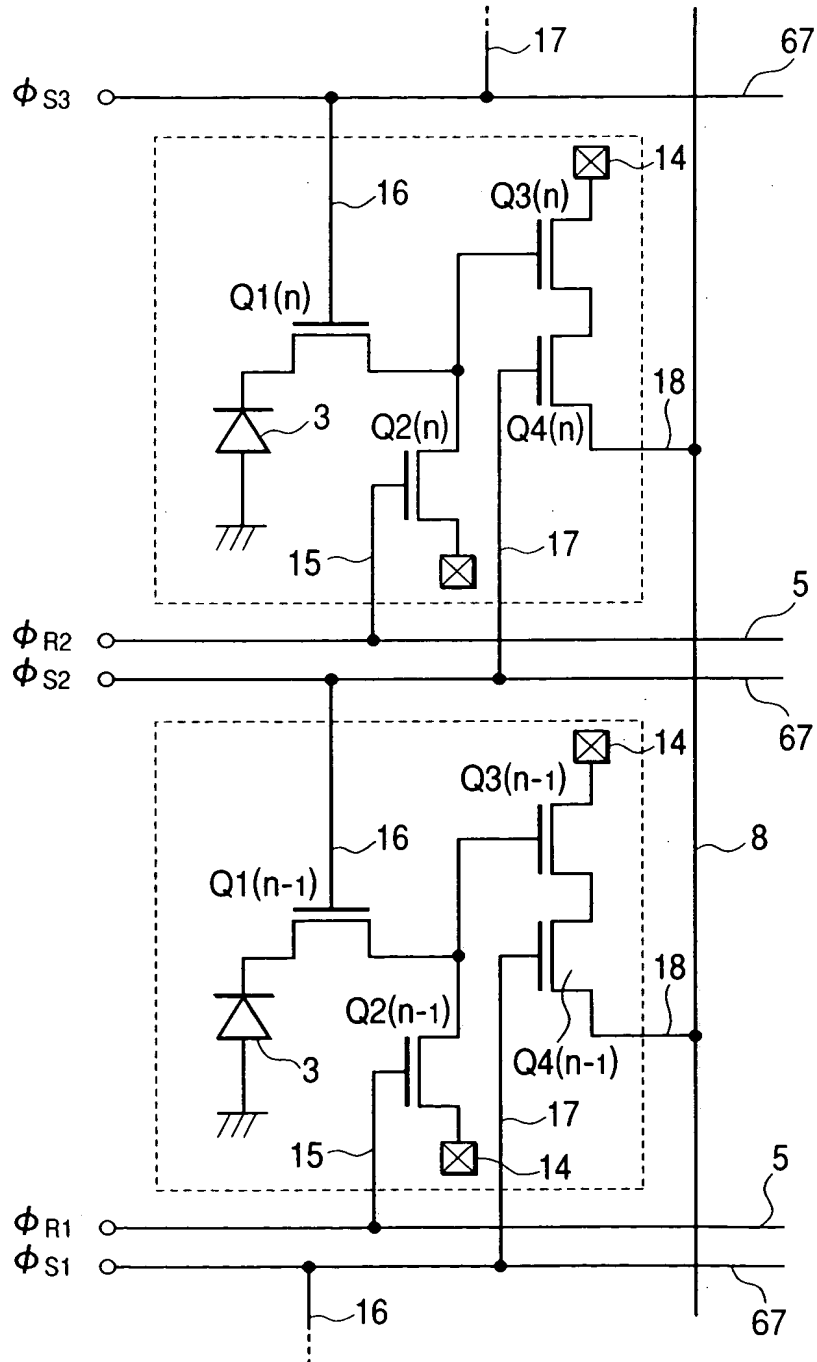 17
67
ϕS3
14
16
Q3(n)
Q1(n)
18
3
Q2(n)
Q4(n)
15
17
5
ϕR2
ϕS2
67
14
Q3(n-1)
16
8
Q1(n-1)
18
Q2(n-1)
3
Q4(n-1)
17
15
14
5
ϕR1
ϕS1
16
67